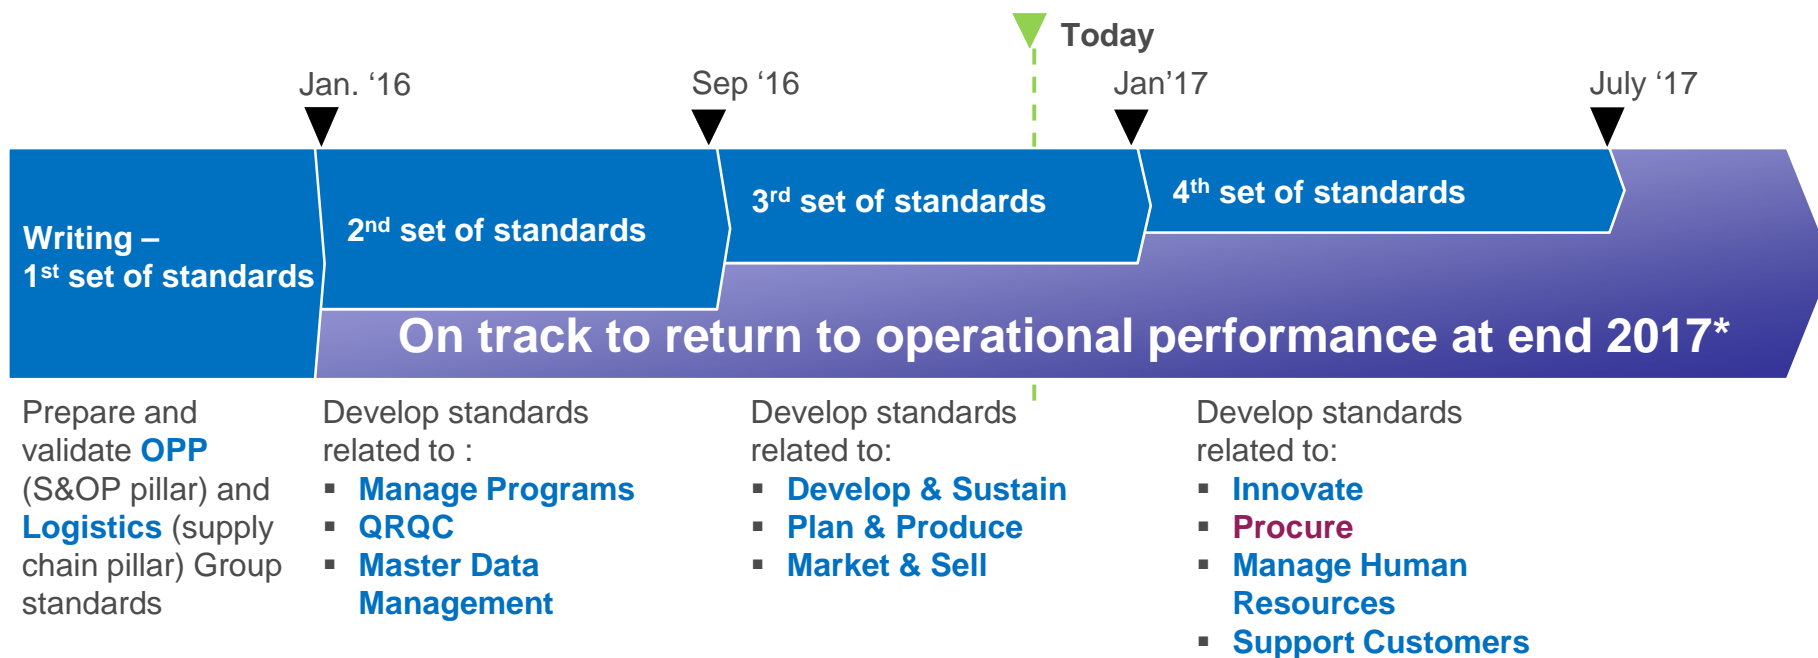 Today
Jan. ‘16
Sep ‘16
Jan’17
July ‘17
Writing –
1st set of standards
2nd set of standards
3rd set of standards
4th set of standards
On track to return to operational performance at end 2017*
Prepare and
validate OPP
(S&OP pillar) and
Logistics (supply
chain pillar) Group
standards
Develop standards
related to :
▪ Manage Programs
▪ QRQC
▪ Master Data
Management
Develop standards
related to:
▪ Develop & Sustain
▪ Plan & Produce
▪ Market & Sell
Develop standards
related to:
▪ Innovate
▪ Procure
▪ Manage Human
Resources
▪ Support Customers